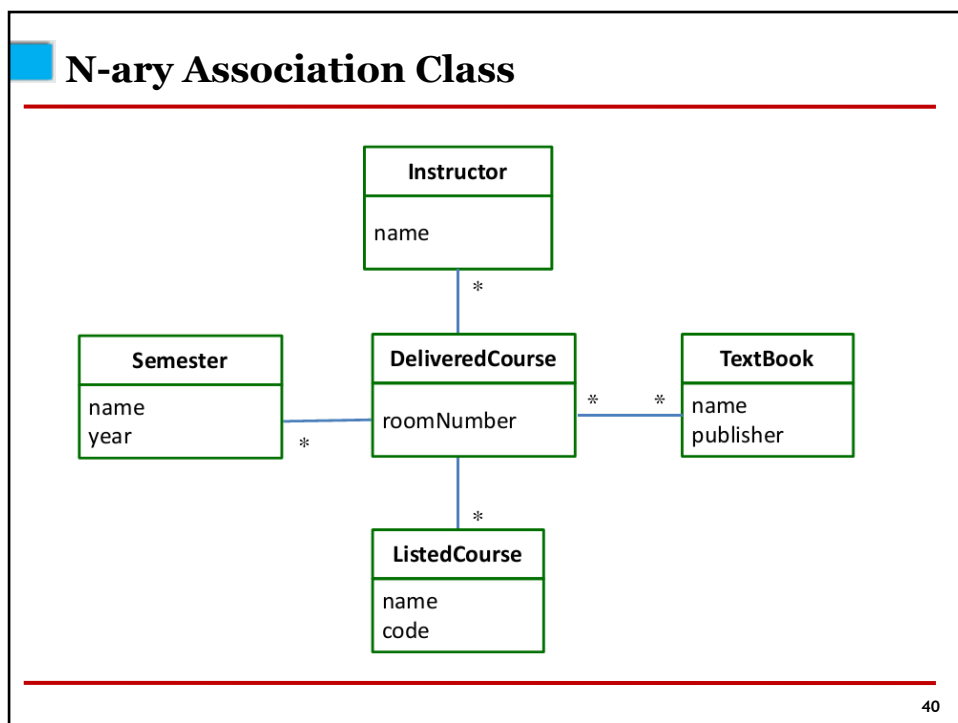 N-ary Association Class
Instructor
name
*
Semester
name
year
*
DeliveredCourse
roomNumber
* *
TextBook
name
publisher
*
ListedCourse
name
code
40